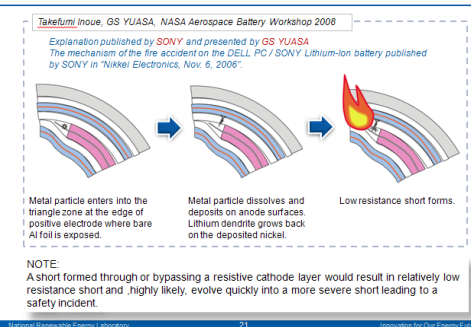 Takefumi Inoue, GS YUASA, NASA Aerospace Battery Workshop 2008
Explanation published by SONY and presented by GS YUASA
The mechanism of the fire accident on the DELL PC / SONY Lithium-Ion battery published
by SONY in "Nikkei Electronics, Nov. 6, 2006".
Metal particle enters into the
triangle zone at the edge of
positive electrode where bare
Al foil is exposed.
Metal particle dissolves and
deposits on anode surfaces.
Lithium dendrite grows back
on the deposited nickel.
Low resistance short forms.
NOTE:
A short formed through or bypassing a resistive cathode layer would result in relatively low
resistance short and ,highly likely, evolve quickly into a more severe short leading to a
safety incident.
National Renewable Energy Laboratory
21
Innovation for Our Energy Fut